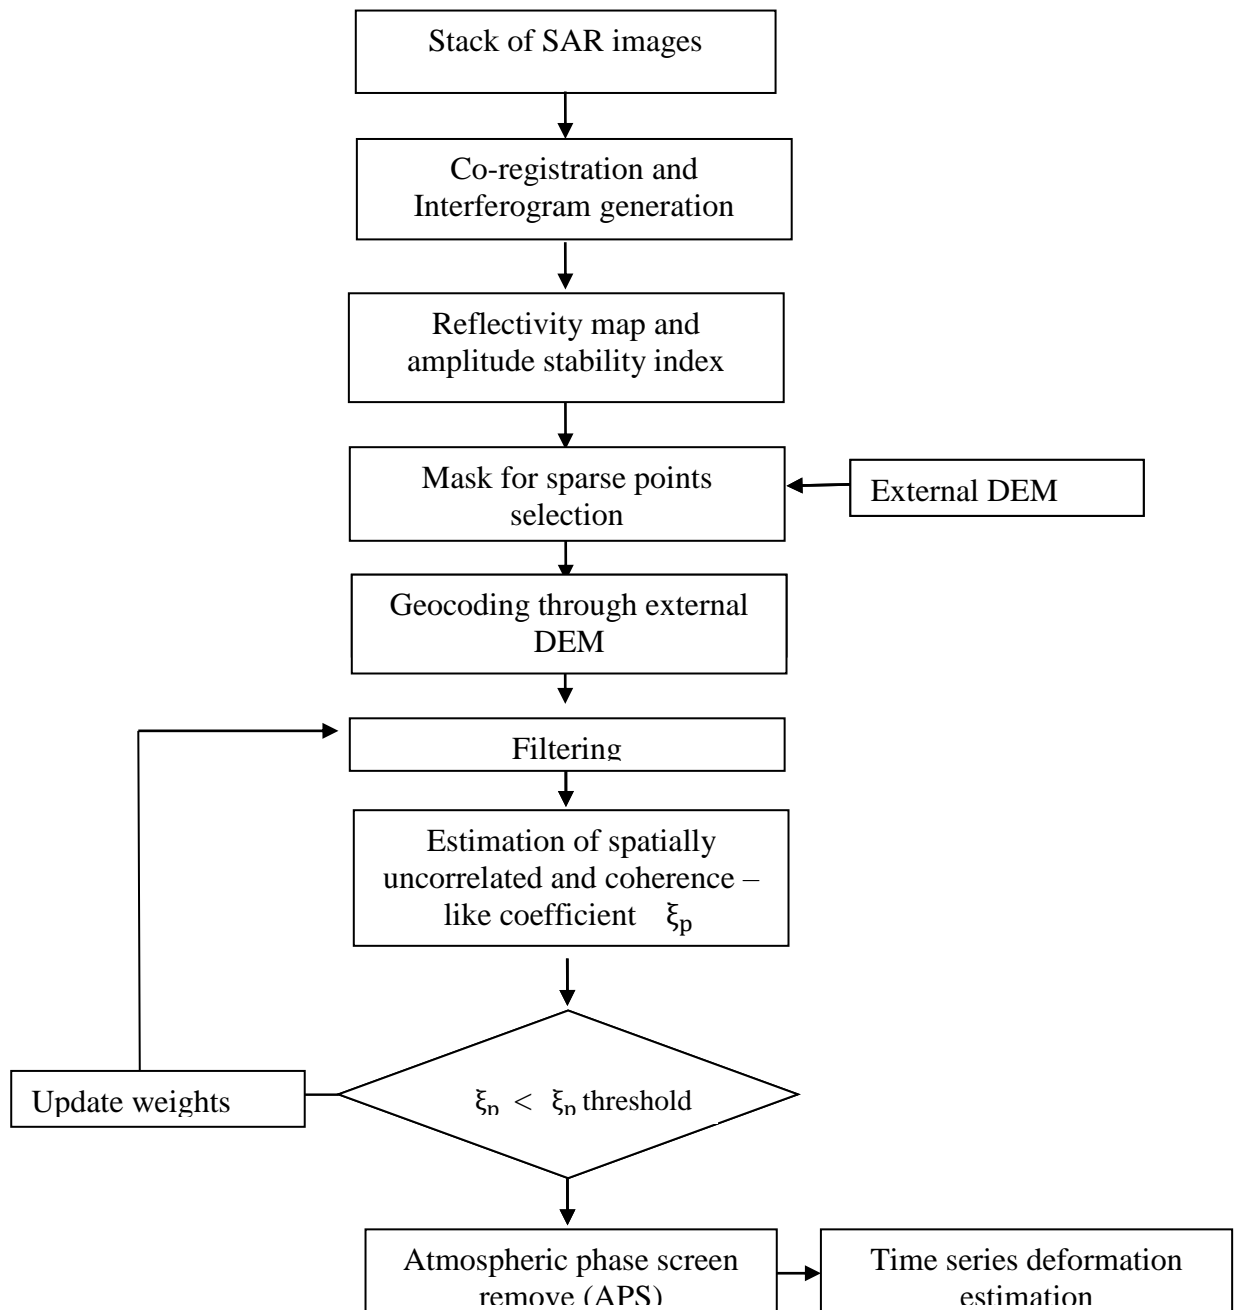 Stack of SAR images
Co-registration and
Interferogram generation
Reflectivity map and
amplitude stability index
Mask for sparse points
selection
External DEM
Geocoding through external
DEM
Filtering
Estimation of spatially
uncorrelated and coherence –
like coefficient ξp
Update weights
ξp < ξp threshold
Atmospheric phase screen
remove (APS)
Time series deformation
estimation